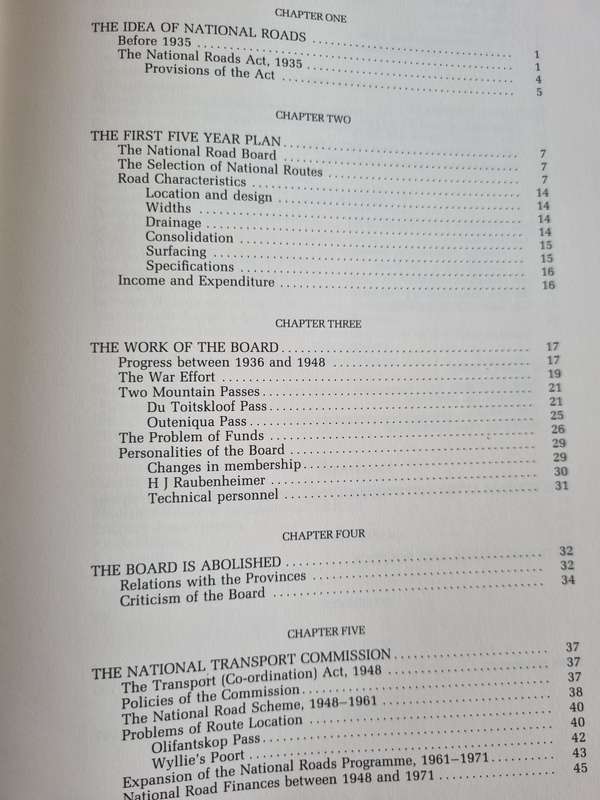 CHAPTER ONE
THE IDEA OF NATIONAL ROADS 1
Before 1935 1
The National Roads Act, 1935 4
Provisions of the Act 5
CHAPTER TWO
THE FIRST FIVE YEAR PLAN 7
The National Road Board 7
The Selection of National Routes 7
Road Characteristics 14
Location and design 14
Widths 14
Drainage 14
Consolidation 15
Surfacing 15
Specifications 16
Income and Expenditure 16
CHAPTER THREE
THE WORK OF THE BOARD 17
Progress between 1936 and 1948 17
The War Effort 19
Two Mountain Passes 21
Du Toitskloof Pass 21
Outeniqua Pass 25
The Problem of Funds 26
Personalities of the Board 29
Changes in membership 29
H J Raubenheimer 30
Technical personnel 31
CHAPTER FOUR
THE BOARD IS ABOLISHED 32
Relations with the Provinces 32
Criticism of the Board 34
CHAPTER FIVE
THE NATIONAL TRANSPORT COMMISSION 37
The Transport (Co-ordination) Act, 1948 37
Policies of the Commission 37
The National Road Scheme, 1948–1961 38
Problems of Route Location 40
Olifantskop Pass 40
Wyllie's Poort 42
Expansion of the National Roads Programme, 1961–1971 43
National Road Finances between 1948 and 1971 45